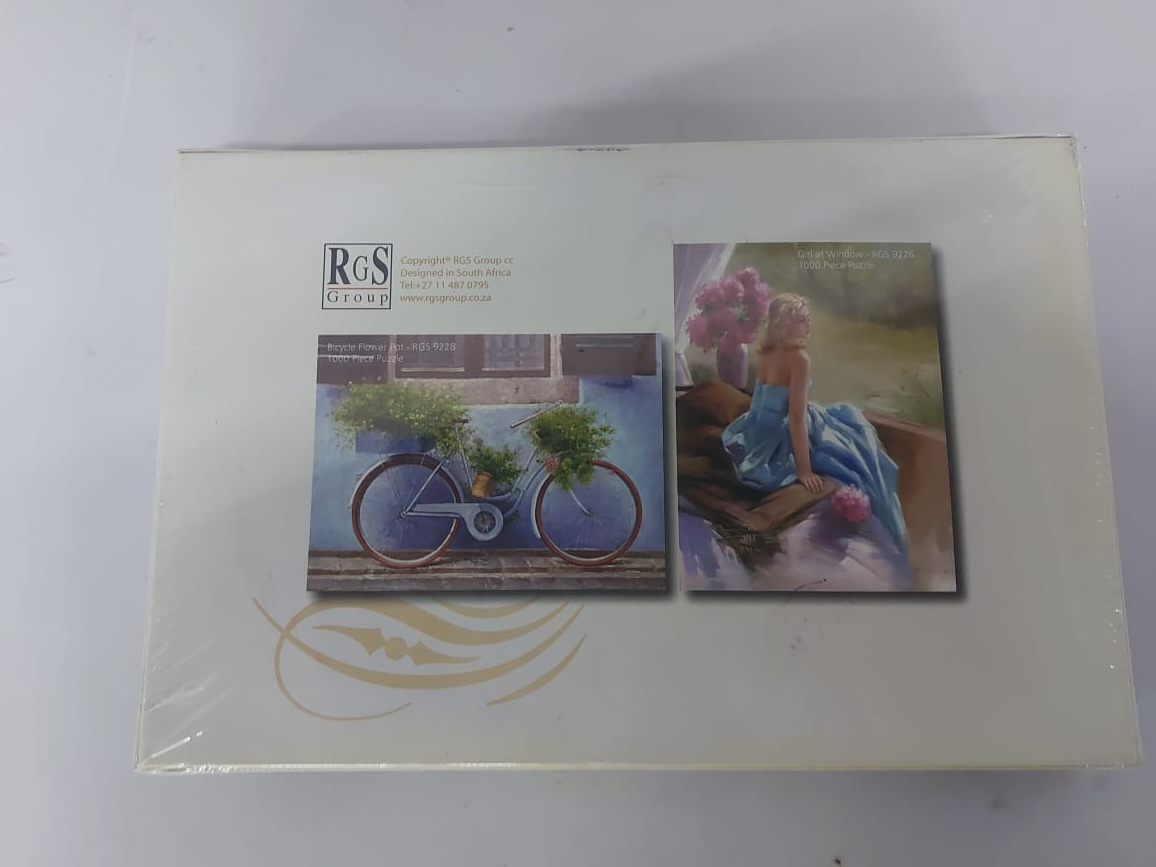 RGS
Group
Copyright® RGS Group cc
Designed in South Africa
Tel:+27 11 487 0795
www.rgsgroup.co.za
Bicycle Flower Pot - RGS 9228
1000 Piece Puzzle
Girl at Window - RGS 9226
1000 Piece Puzzle